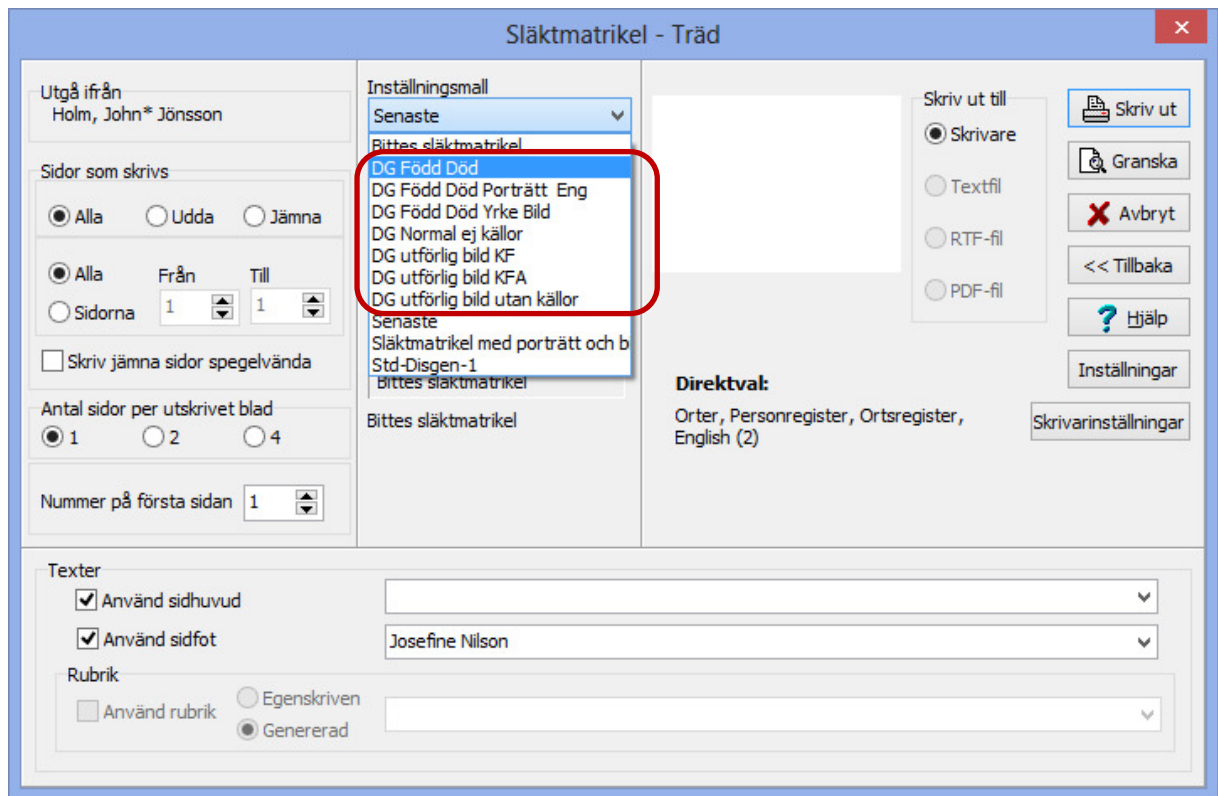 Släktmatrikel - Träd
Utgå ifrån
Holm, John* Jönsson
Sidor som skrivs
Alla Udda Jämna
Alla Från Till
Sidorna 1 1
Skriv jämna sidor spegelvända
Antal sidor per utskrivet blad
1 2 4
Nummer på första sidan 1
Inställningsmall
Senaste
Bittes släktmatrikel
DG Född Död
DG Född Död Porträtt Eng
DG Född Död Yrke Bild
DG Normal ej källor
DG utförlig bild KF
DG utförlig bild KFA
DG utförlig bild utan källor
Senaste
Släktmatrikel med porträtt och b
Std-Disgen-1
Bittes släktmatrikel
Bittes släktmatrikel
Direktval:
Orter, Personregister, Ortsregister,
English (2)
Skriv ut till
Skrivare
Textfil
RTF-fil
PDF-fil
Skriv ut
Granska
Avbryt
<< Tillbaka
Hjälp
Inställningar
Skrivarinställningar
Texter
Använd sidhuvud
Använd sidfot Josefine Nilson
Rubrik
Använd rubrik
Egenskriven
Genererad